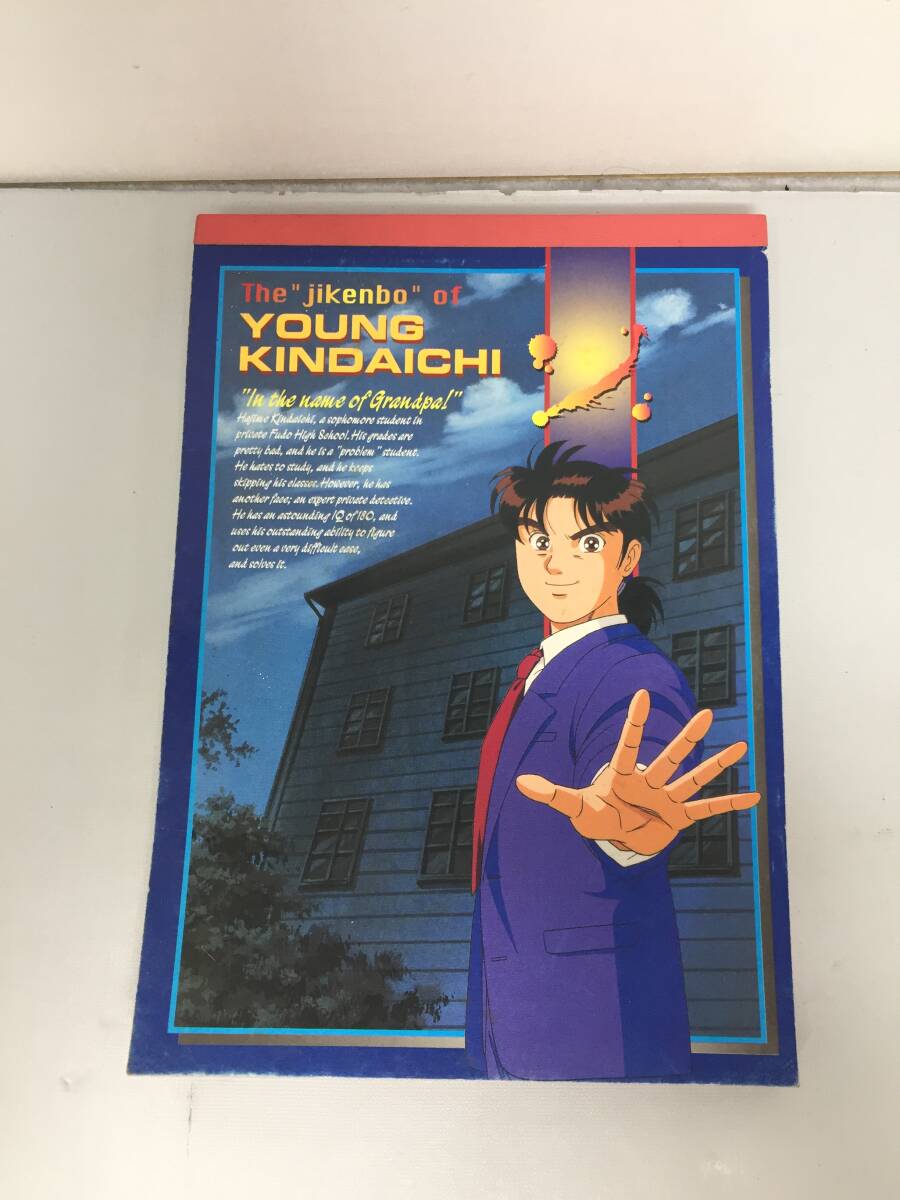 The "jikenbo" of
YOUNG
KINDAICHI
"In the name of Grandpa!"
Hajime Kindaichi, a sophomore student in
private Fudo High School. His grades are
pretty bad, and he is a "problem" student.
He hates to study, and he keeps
skipping his classes. However, he has
another face; an expert private detective.
He has an astounding IQ of 180, and
uses his outstanding ability to figure
out even a very difficult case,
and solves it.